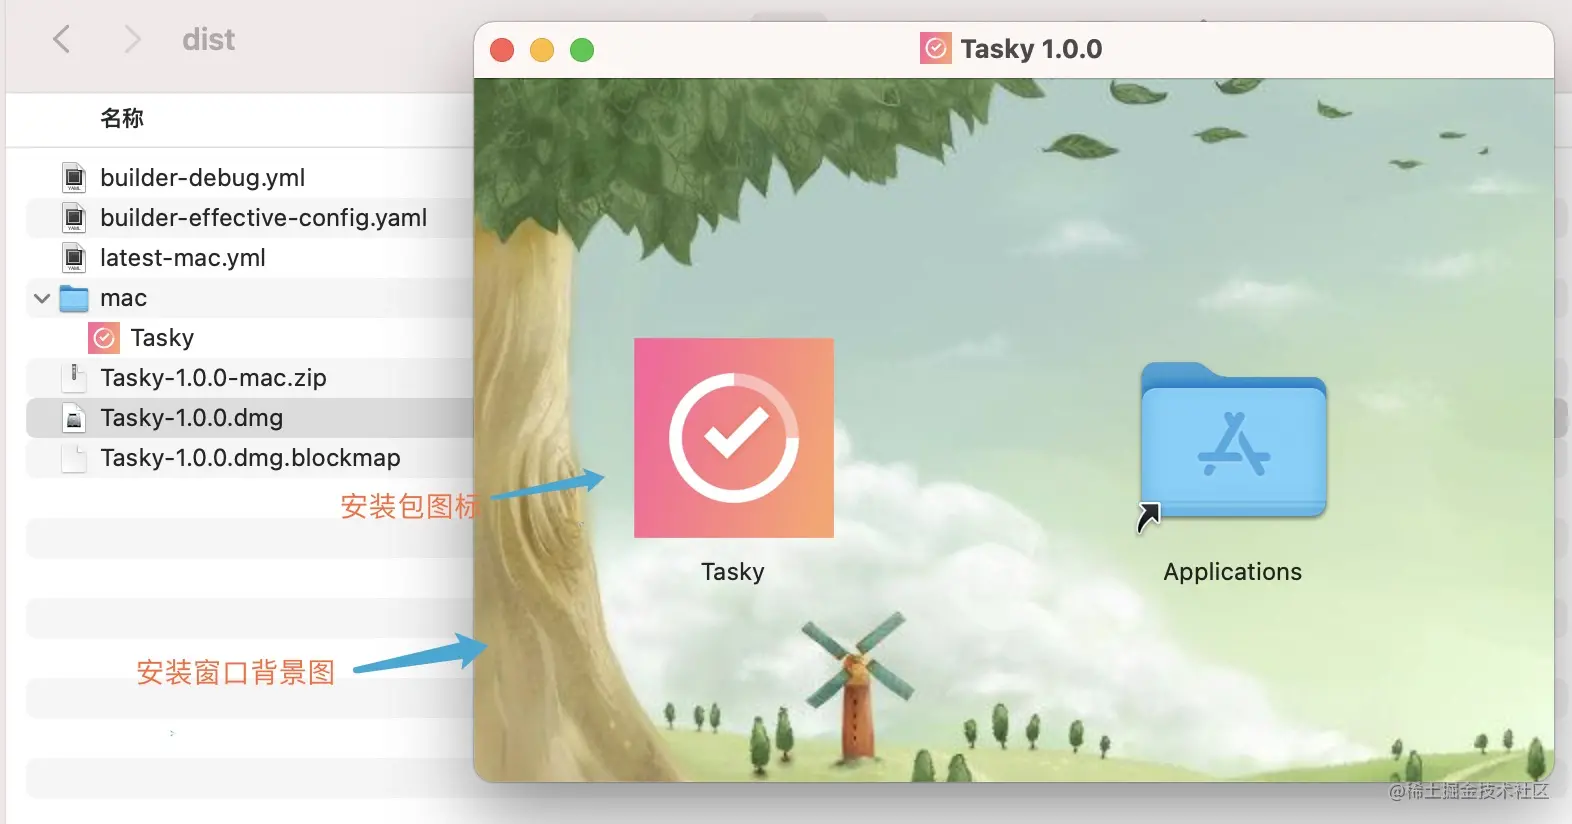 dist
Tasky 1.0.0
名称
builder-debug.yml
builder-effective-config.yaml
latest-mac.yml
mac
Tasky
Tasky-1.0.0-mac.zip
Tasky-1.0.0.dmg
Tasky-1.0.0.dmg.blockmap
安装包图标
Tasky
Applications
安装窗口背景图
@稀土掘金技术社区